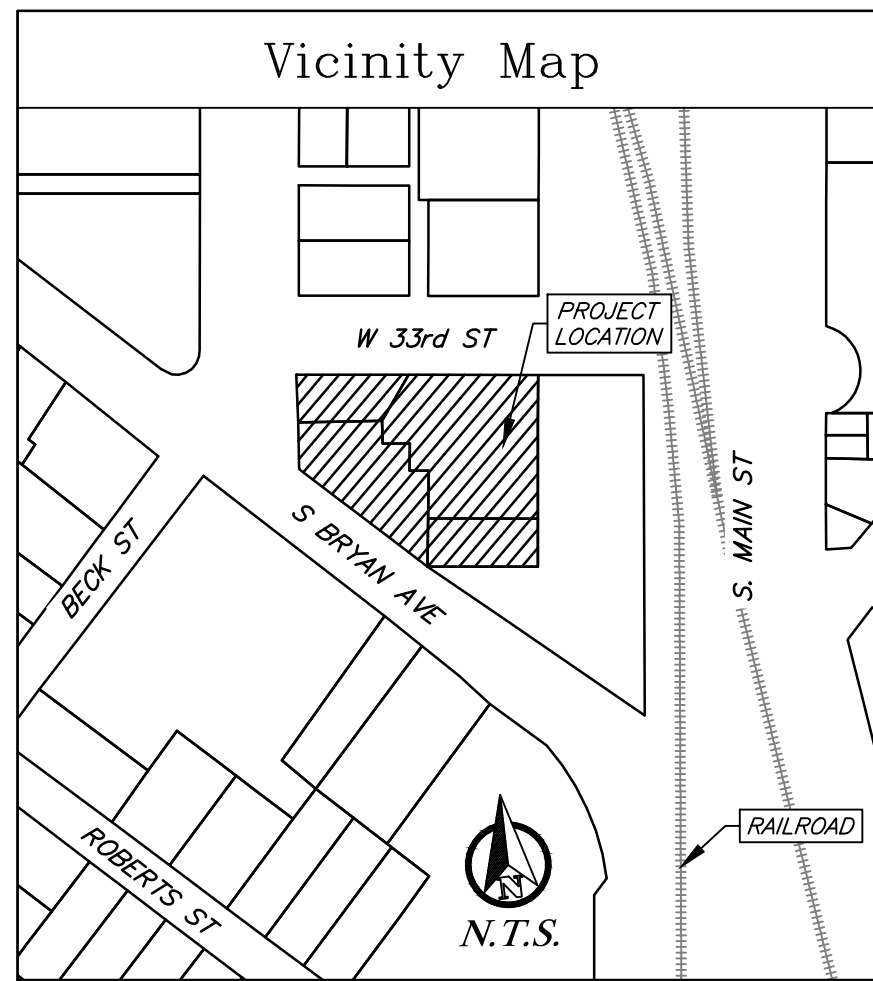 Vicinity Map
PROJECT
LOCATION
W 33rd ST
S. MAIN ST
S BRYAN AVE
BECK ST
RAILROAD
ROBERTS ST
N
N.T.S.